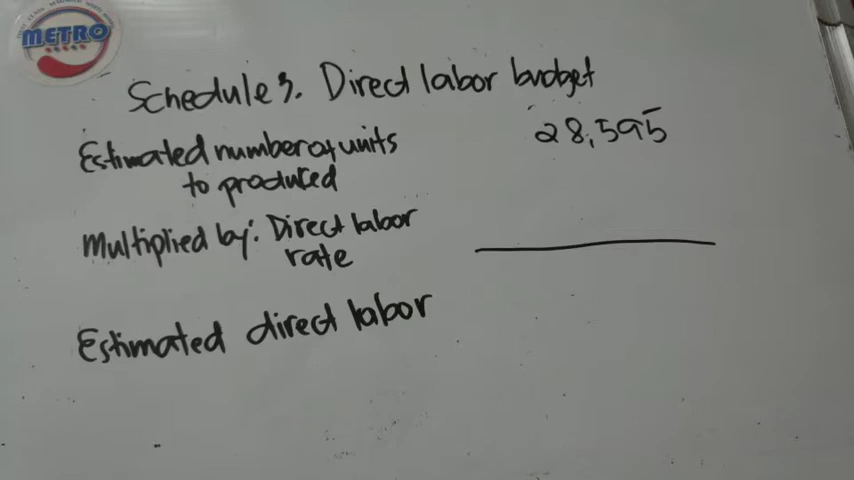 METRO
Schedule 3. Direct labor budget
Estimated number of units 28,595
to produced
Multiplied by: Direct labor
rate
Estimated direct labor